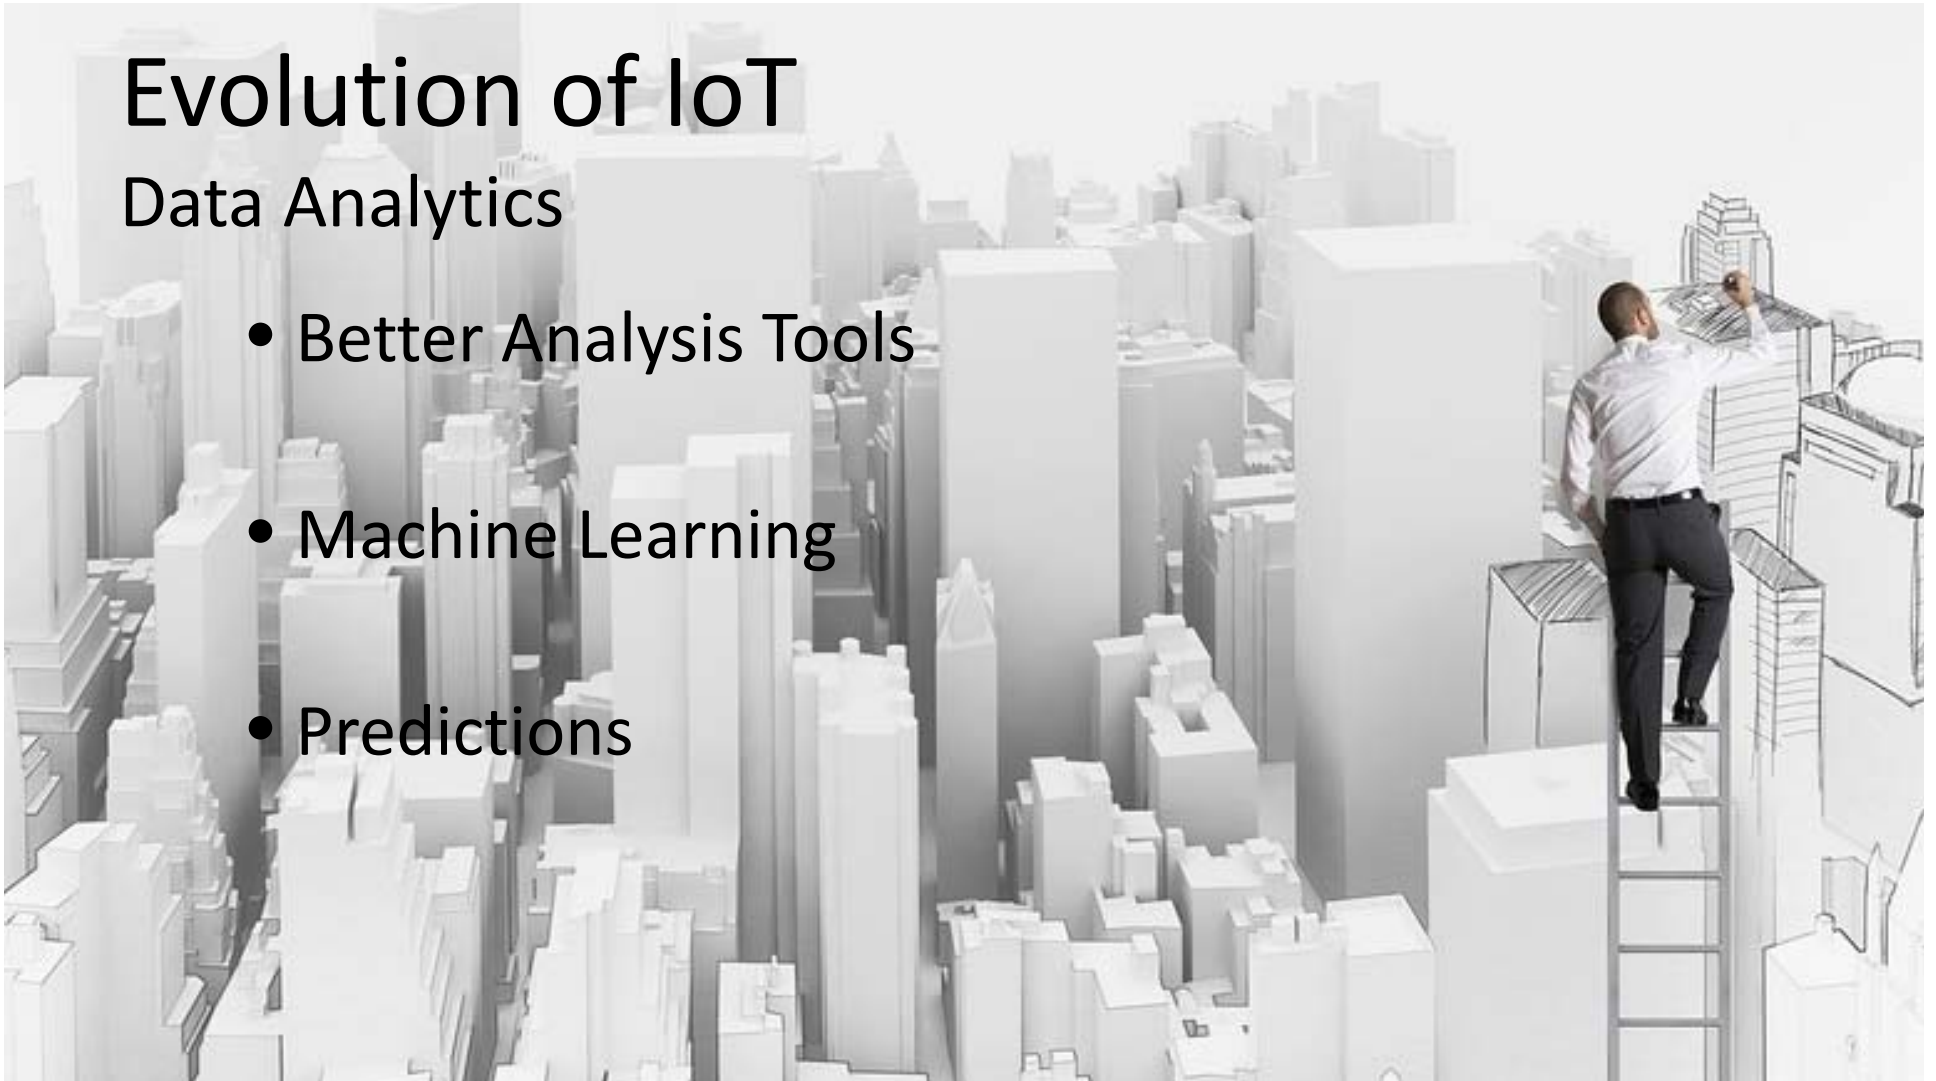 Evolution of IoT
Data Analytics
• Better Analysis Tools
• Machine Learning
• Predictions